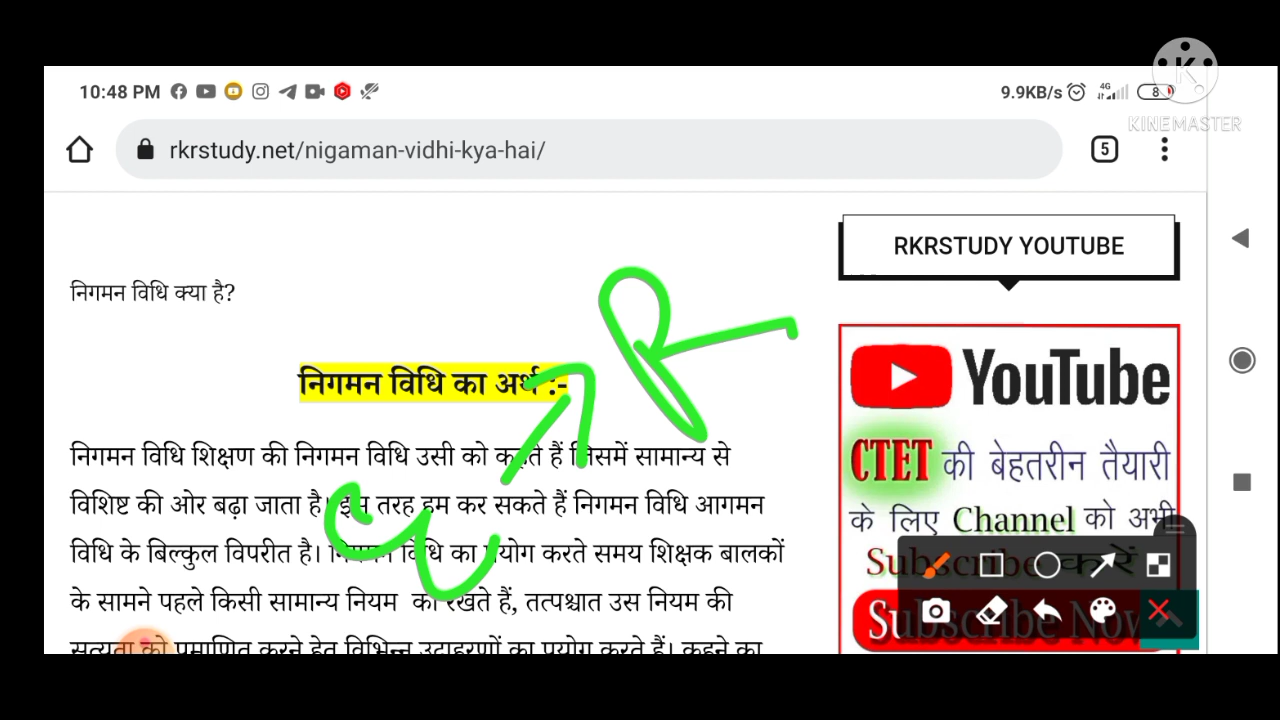 10:48 PM
9.9KB/s 4G 8
KINEMASTER
rkrstudy.net/nigaman-vidhi-kya-hai/
5
RKRSTUDY YOUTUBE
निगमन विधि क्या है?
निगमन विधि का अर्थ :-
निगमन विधि शिक्षण की निगमन विधि उसी को कहते हैं जिसमें सामान्य से
विशिष्ट की ओर बढ़ा जाता है। इस तरह हम कर सकते हैं निगमन विधि आगमन
विधि के बिल्कुल विपरीत है। निगमन विधि का प्रयोग करते समय शिक्षक बालकों
के सामने पहले किसी सामान्य नियम को रखते हैं, तत्पश्चात उस नियम की
सत्यता को प्रमाणित करने हेतु विभिन्न उदाहरणों का प्रयोग करते हैं। कहने का
R
YouTube
CTET की बेहतरीन तैयारी
के लिए Channel को अभी
Subscribe करें
Subscribe Now